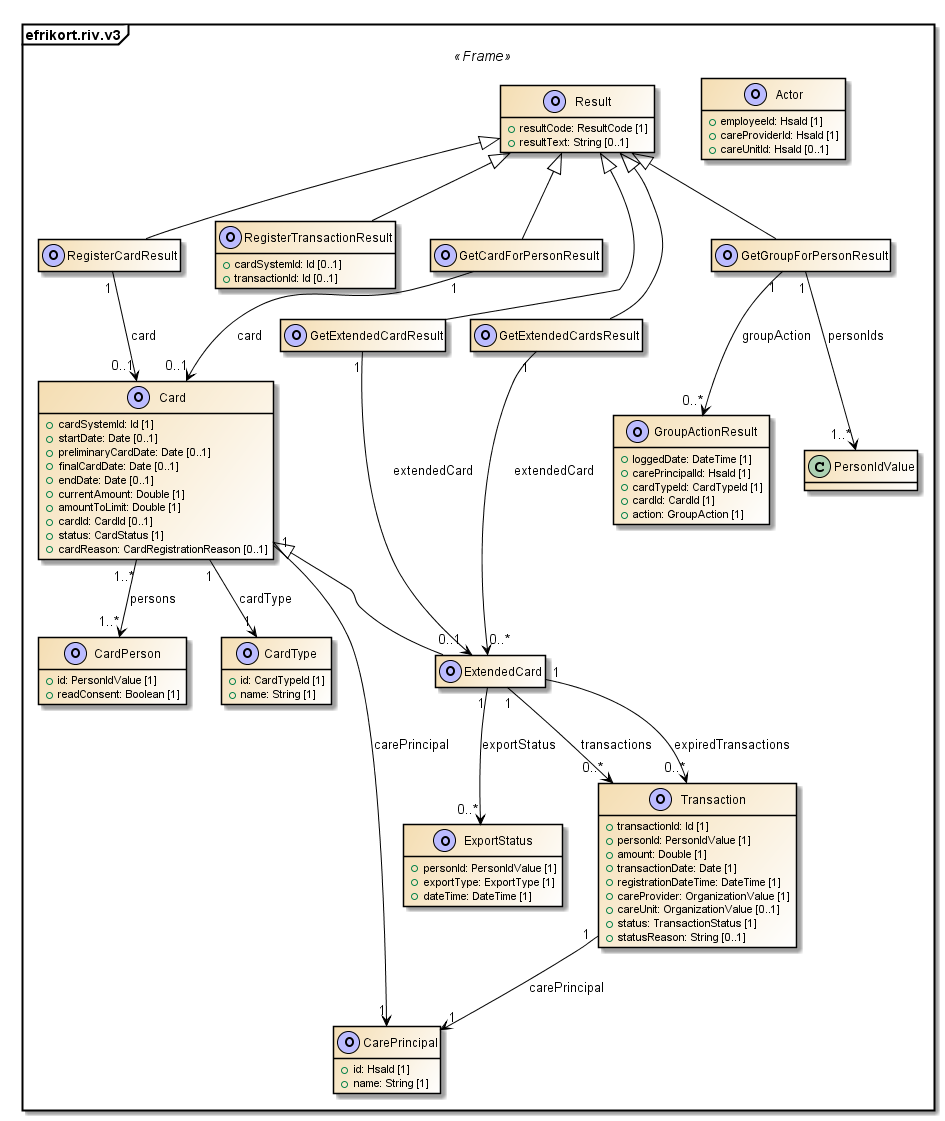 efrikort.riv.v3
«Frame»
O Result
resultCode: ResultCode [1]
resultText: String [0..1]
O Actor
employeeId: HsaId [1]
careProviderId: HsaId [1]
careUnitId: HsaId [0..1]
O RegisterCardResult
O RegisterTransactionResult
cardSystemId: Id [0..1]
transactionId: Id [0..1]
O GetCardForPersonResult
O GetGroupForPersonResult
1
1
1
1
card
card
groupAction
personIds
0..1
0..1
0..*
1..*
O GetExtendedCardResult
O GetExtendedCardsResult
1
1
extendedCard
extendedCard
0..1
0..*
O Card
cardSystemId: Id [1]
startDate: Date [0..1]
preliminaryCardDate: Date [0..1]
finalCardDate: Date [0..1]
endDate: Date [0..1]
currentAmount: Double [1]
amountToLimit: Double [1]
cardId: CardId [0..1]
status: CardStatus [1]
cardReason: CardRegistrationReason [0..1]
O GroupActionResult
loggedDate: DateTime [1]
carePrincipalId: HsaId [1]
cardTypeId: CardTypeId [1]
cardId: CardId [1]
action: GroupAction [1]
C PersonIdValue
1
1..*
1
persons
cardType
1..*
1
O CardPerson
id: PersonIdValue [1]
readConsent: Boolean [1]
O CardType
id: CardTypeId [1]
name: String [1]
O ExtendedCard
1
1
1
carePrincipal
exportStatus
transactions
expiredTransactions
0..*
0..*
0..*
O Transaction
transactionId: Id [1]
personId: PersonIdValue [1]
amount: Double [1]
transactionDate: Date [1]
registrationDateTime: DateTime [1]
careProvider: OrganizationValue [1]
careUnit: OrganizationValue [0..1]
status: TransactionStatus [1]
statusReason: String [0..1]
O ExportStatus
personId: PersonIdValue [1]
exportType: ExportType [1]
dateTime: DateTime [1]
1
carePrincipal
1
1
O CarePrincipal
id: HsaId [1]
name: String [1]